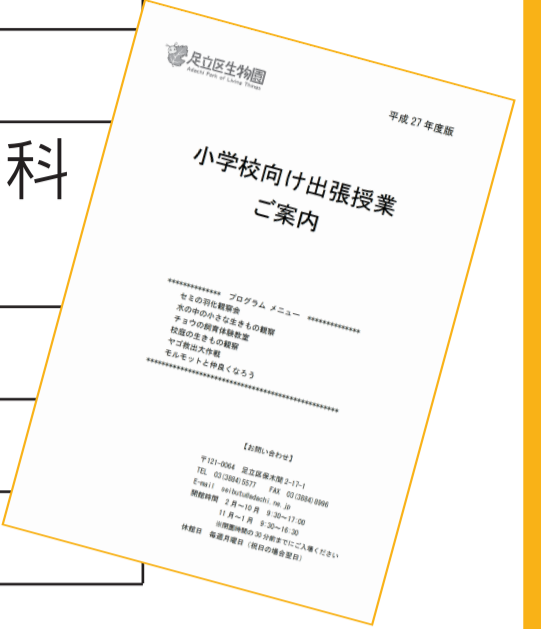 科
足立区生物園
Adachi Park of Living Things
平成 27 年度版
小学校向け出張授業
ご案内
************** プログラム メニュー **************
セミの羽化観察会
水の中の小さな生きもの観察
チョウの飼育体験教室
校庭の生きもの観察
ヤゴ救出大作戦
モルモットと仲良くなろう
【お問い合わせ】
〒121-0064 足立区保木間 2-17-1
TEL 03(3884)5577 FAX 03(3884)8996
E-mail seibutu@adachi.ne.jp
開館時間 2月~10月 9:30~17:00
11月~1月 9:30~16:30
※閉園時間の30分前までにご入場ください
休館日 毎週月曜日（祝日の場合翌日）